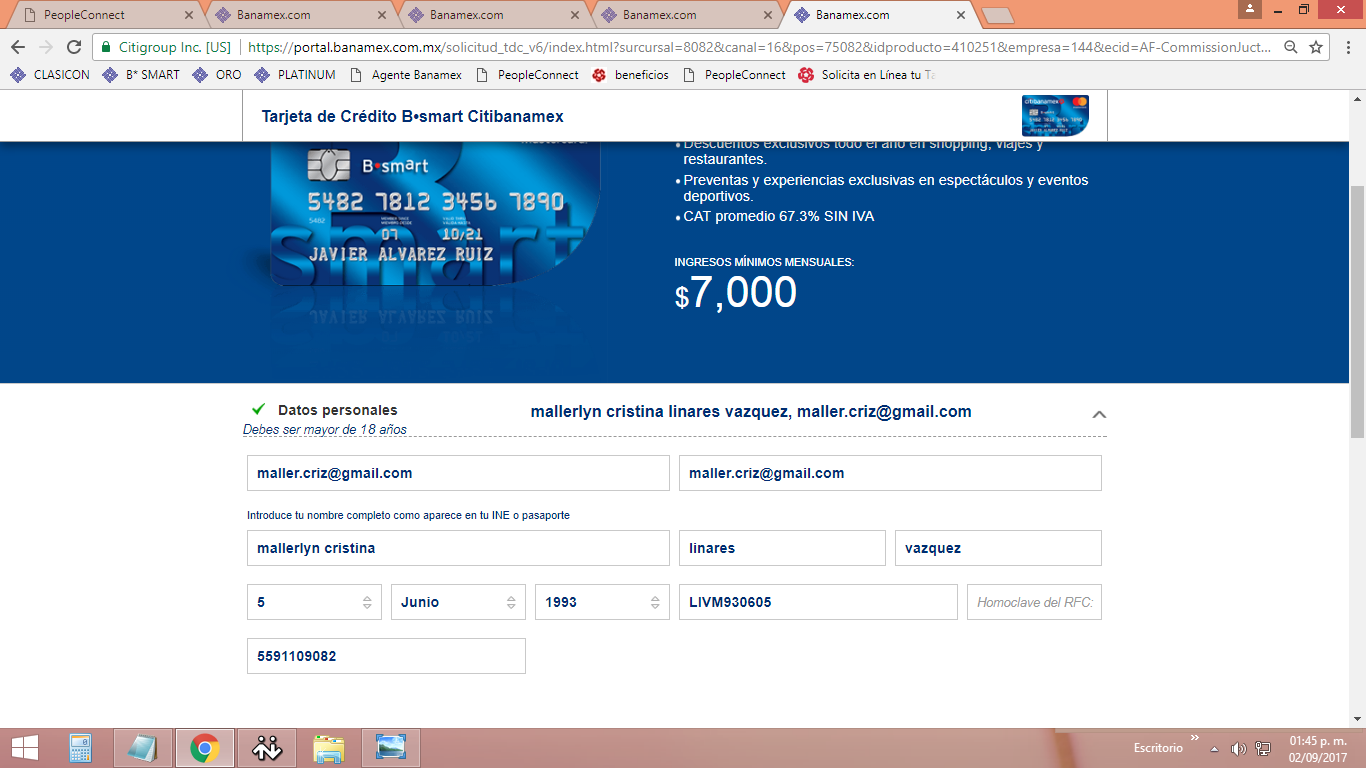 PeopleConnect
Banamex.com
Banamex.com
Banamex.com
Banamex.com
Citigroup Inc. [US]
https://portal.banamex.com.mx/solicitud_tdc_v6/index.html?sursursal=8082&canal=16&pos=75082&idproducto=410251&empresa=144&ecid=AF-CommissionJuct...
CLASICON
B* SMART
ORO
PLATINUM
Agente Banamex
PeopleConnect
beneficios
PeopleConnect
Solicita en Línea tu Ta
Tarjeta de Crédito B•smart Citibanamex
B•smart
5482 7812 3456 7890
5482
07 10/21
JAVIER ALVAREZ RUIZ
• Descuentos exclusivos todo el año en shopping, viajes y
restaurantes.
• Preventas y experiencias exclusivas en espectáculos y eventos
deportivos.
• CAT promedio 67.3% SIN IVA
INGRESOS MÍNIMOS MENSUALES:
$7,000
Datos personales
mallerlyn cristina linares vazquez, maller.criz@gmail.com
Debes ser mayor de 18 años
maller.criz@gmail.com
maller.criz@gmail.com
Introduce tu nombre completo como aparece en tu INE o pasaporte
mallerlyn cristina
linares
vazquez
5
Junio
1993
LIVM930605
Homoclave del RFC:
5591109082
Escritorio
01:45 p. m.
02/09/2017